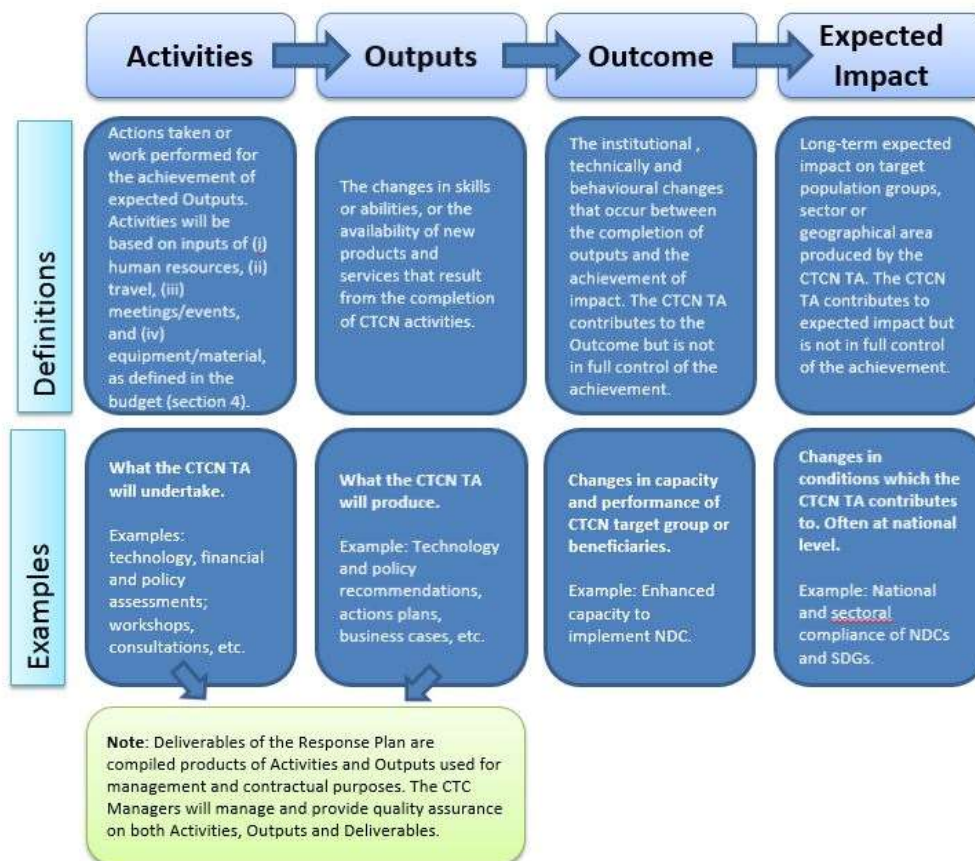 Activities
Outputs
Outcome
Expected
Impact
Definitions
Actions taken or
work performed for
the achievement of
expected Outputs.
Activities will be
based on inputs of (i)
human resources, (ii)
travel, (iii)
meetings/events,
and (iv)
equipment/material,
as defined in the
budget (section 4).
The changes in skills
or abilities, or the
availability of new
products and
services that result
from the completion
of CTCN activities.
The institutional ,
technically and
behavioural changes
that occur between
the completion of
outputs and the
achievement of
impact. The CTCN TA
contributes to the
Outcome but is not
in full control of the
achievement.
Long-term expected
impact on target
population groups,
sector or
geographical area
produced by the
CTCN TA. The CTCN
TA contributes to
expected impact but
is not in full control
of the achievement.
Examples
What the CTCN TA
will undertake.
Examples:
technology, financial
and policy
assessments;
workshops,
consultations, etc.
What the CTCN TA
will produce.
Example: Technology
and policy
recommendations,
actions plans,
business cases, etc.
Changes in capacity
and performance of
CTCN target group or
beneficiaries.
Example: Enhanced
capacity to
implement NDC.
Changes in
conditions which the
CTCN TA contributes
to. Often at national
level.
Example: National
and sectoral
compliance of NDCs
and SDGs.
Note: Deliverables of the Response Plan are
compiled products of Activities and Outputs used for
management and contractual purposes. The CTC
Managers will manage and provide quality assurance
on both Activities, Outputs and Deliverables.